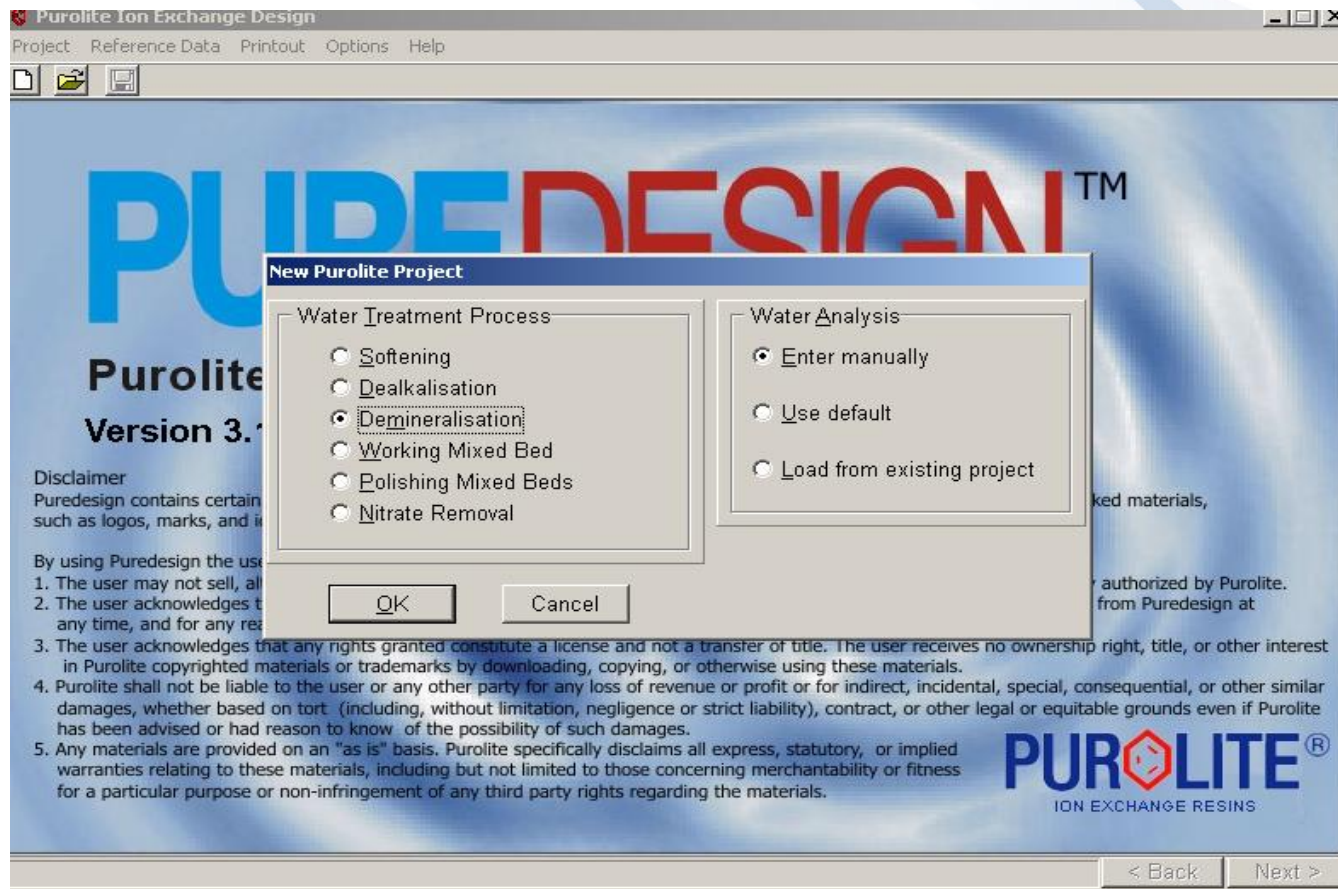 Purolite Ion Exchange Design
Project Reference Data Printout Options Help
PUREDESIGN™
New Purolite Project
Water Treatment Process
Softening
Dealkalisation
Demineralisation
Working Mixed Bed
Polishing Mixed Beds
Nitrate Removal
Water Analysis
Enter manually
Use default
Load from existing project
OK Cancel
Purolite
Version 3.
Disclaimer
Puredesign contains certain ked materials,
such as logos, marks, and
By using Puredesign the
1. The user may not sell, authorized by Purolite.
2. The user acknowledges from Puredesign at
any time, and for any
3. The user acknowledges that any rights granted constitute a license and not a transfer of title. The user receives no ownership right, title, or other interest
in Purolite copyrighted materials or trademarks by downloading, copying, or otherwise using these materials.
4. Purolite shall not be liable to the user or any other party for any loss of revenue or profit or for indirect, incidental, special, consequential, or other similar
damages, whether based on tort (including, without limitation, negligence or strict liability), contract, or other legal or equitable grounds even if Purolite
has been advised or had reason to know of the possibility of such damages.
5. Any materials are provided on an "as is" basis. Purolite specifically disclaims all express, statutory, or implied
warranties relating to these materials, including but not limited to those concerning merchantability or fitness
for a particular purpose or non-infringement of any third party rights regarding the materials.
PUROLITE®
ION EXCHANGE RESINS
< Back Next >